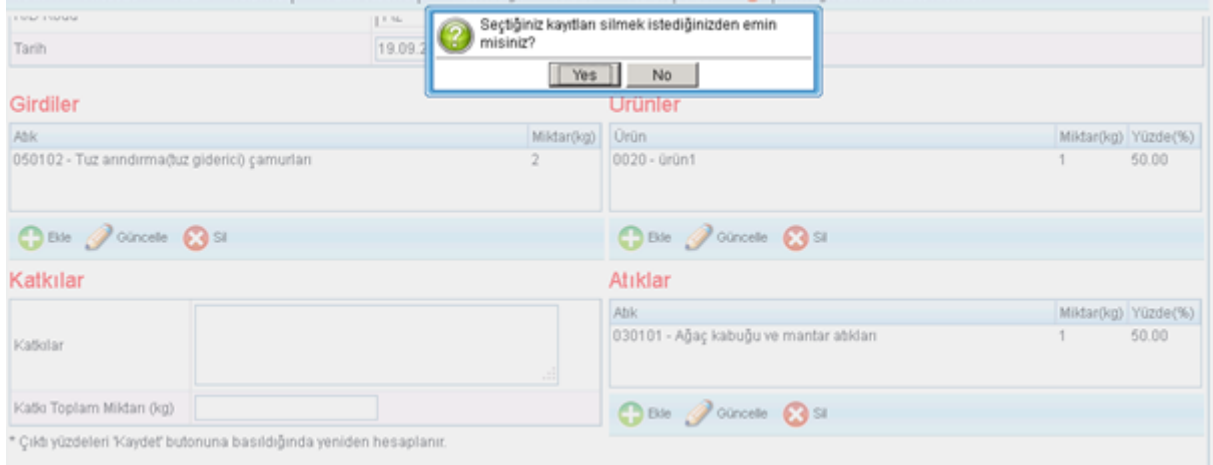 Seçtiğiniz kayıtları silmek istediğinizden emin
misiniz?
Yes No
Tarih 19.09.2
Girdiler
Atık Miktar(kg)
050102 - Tuz arındırma(tuz giderici) çamurları 2
Ekle Güncelle Sil
Ürünler
Ürün Miktar(kg) Yüzde(%)
0020 - ürün1 1 50.00
Ekle Güncelle Sil
Katkılar
Katkılar
Katkı Toplam Miktarı (kg)
Atıklar
Atık Miktar(kg) Yüzde(%)
030101 - Ağaç kabuğu ve mantar atıkları 1 50.00
Ekle Güncelle Sil
* Çıktı yüzdeleri 'Kaydet' butonuna basıldığında yeniden hesaplanır.